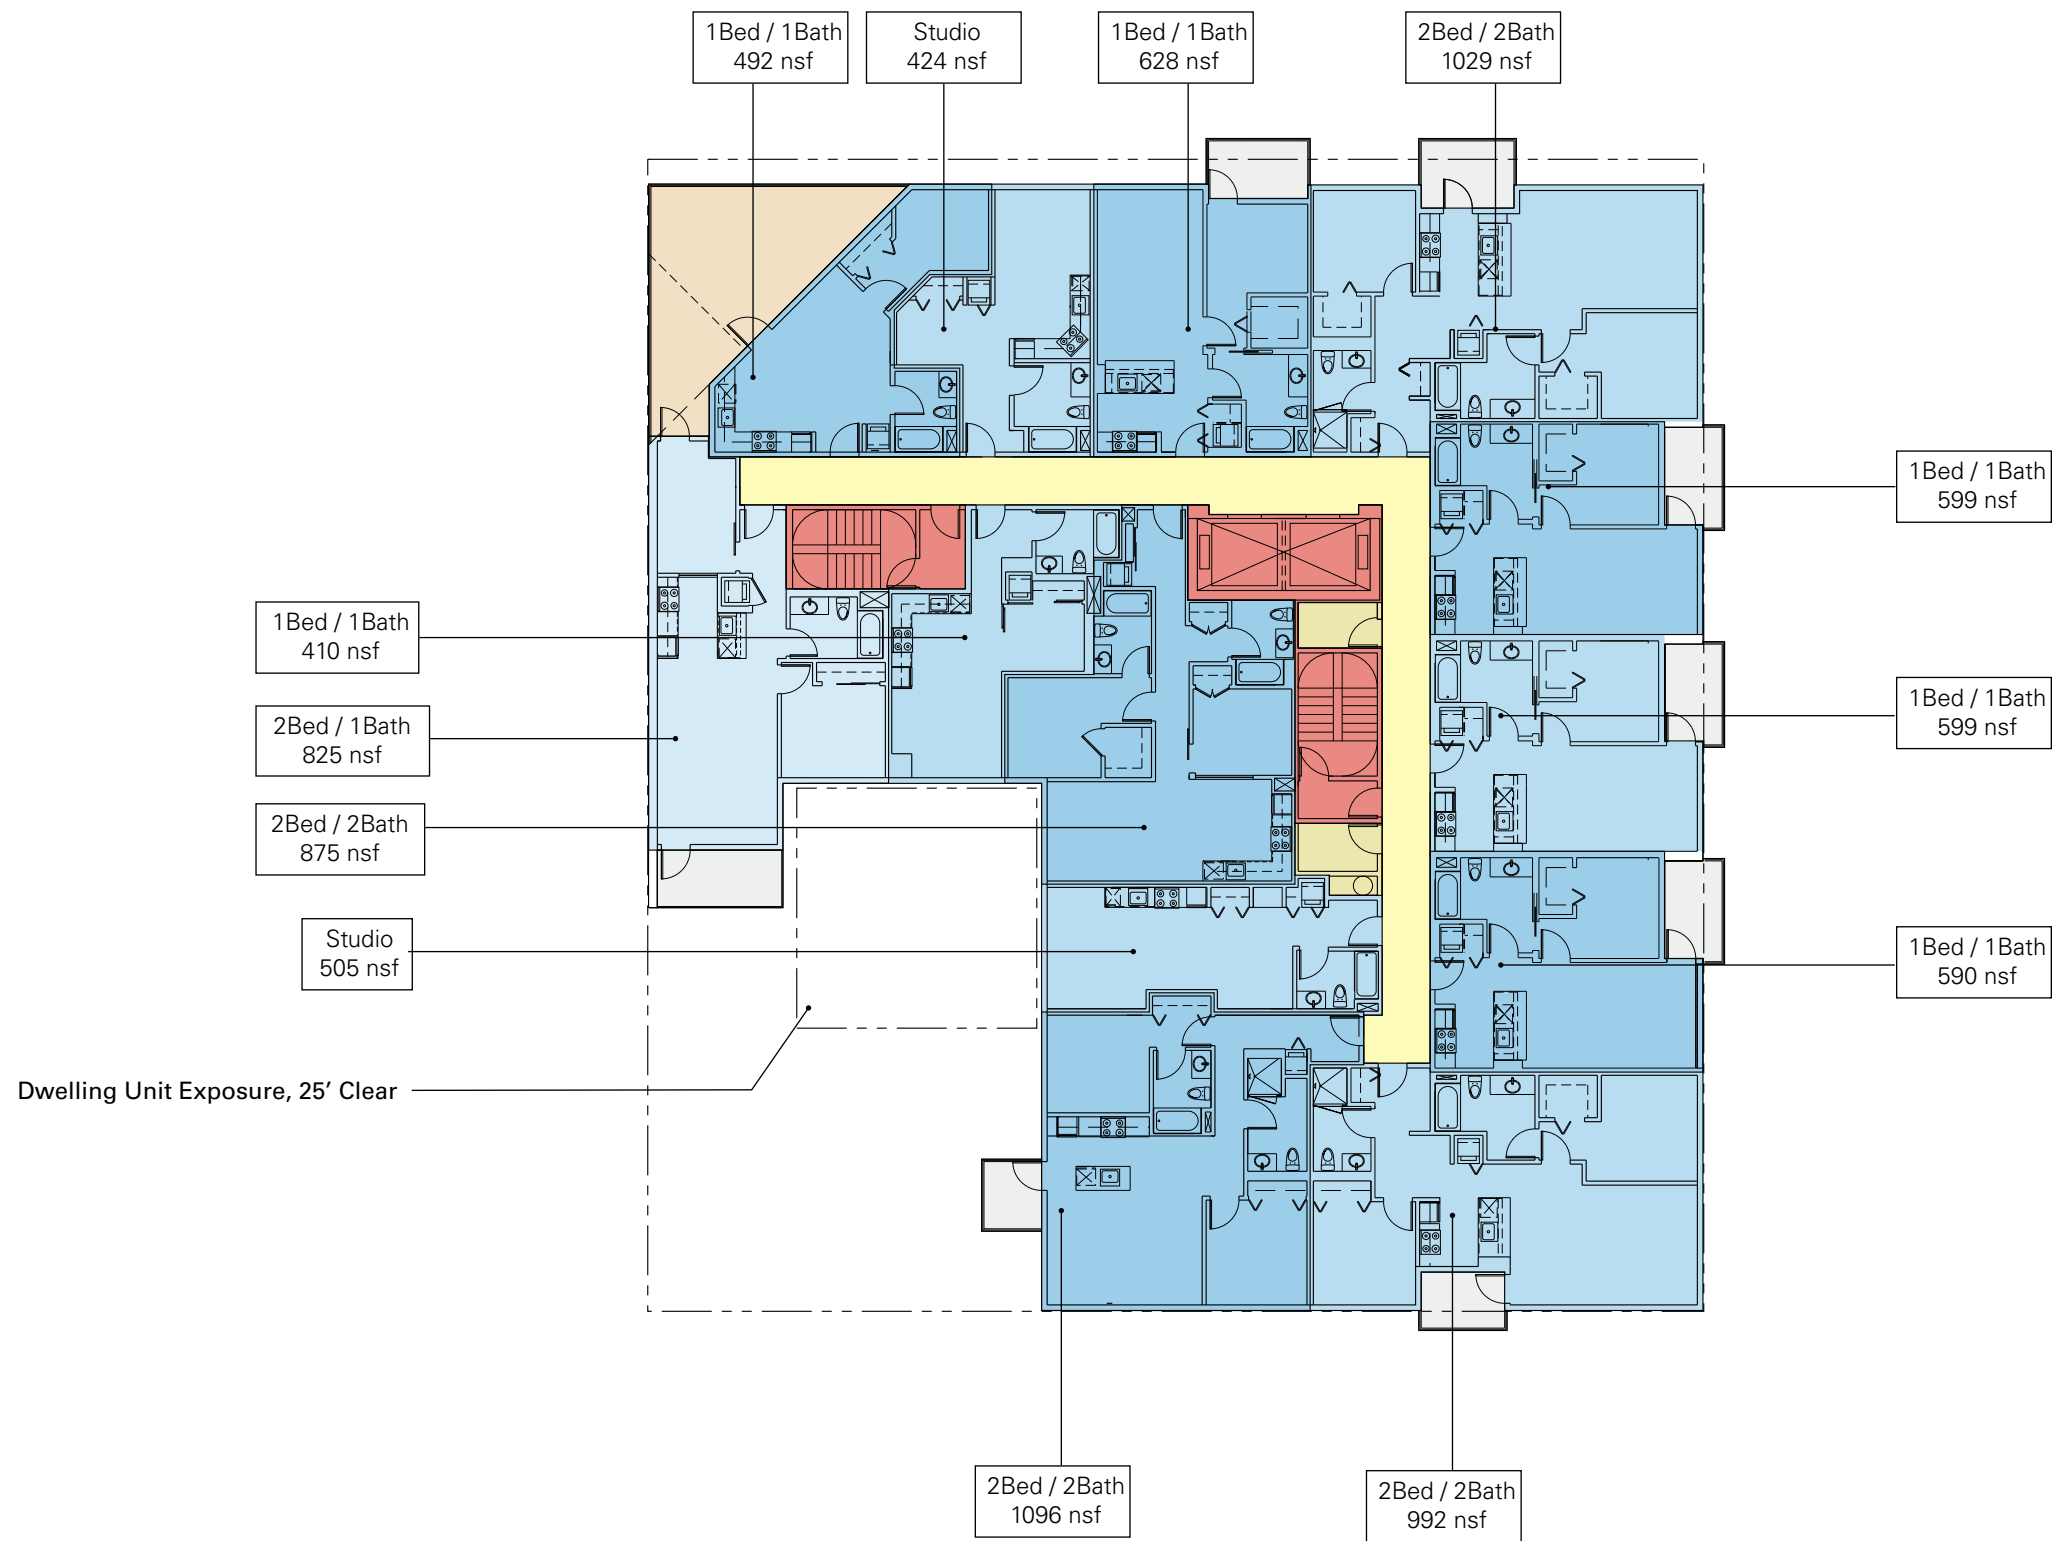 1Bed / 1Bath
492 nsf
Studio
424 nsf
1Bed / 1Bath
628 nsf
2Bed / 2Bath
1029 nsf
1Bed / 1Bath
599 nsf
1Bed / 1Bath
410 nsf
1Bed / 1Bath
599 nsf
2Bed / 1Bath
825 nsf
2Bed / 2Bath
875 nsf
Studio
505 nsf
1Bed / 1Bath
590 nsf
Dwelling Unit Exposure, 25’ Clear
2Bed / 2Bath
1096 nsf
2Bed / 2Bath
992 nsf